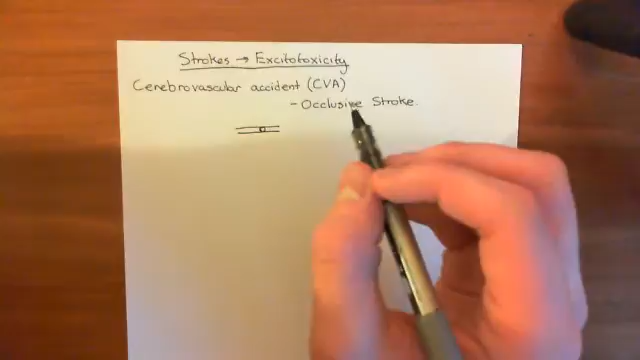 Strokes → Excitotoxicity
Cerebrovascular accident (CVA)
- Occlusive Stroke.